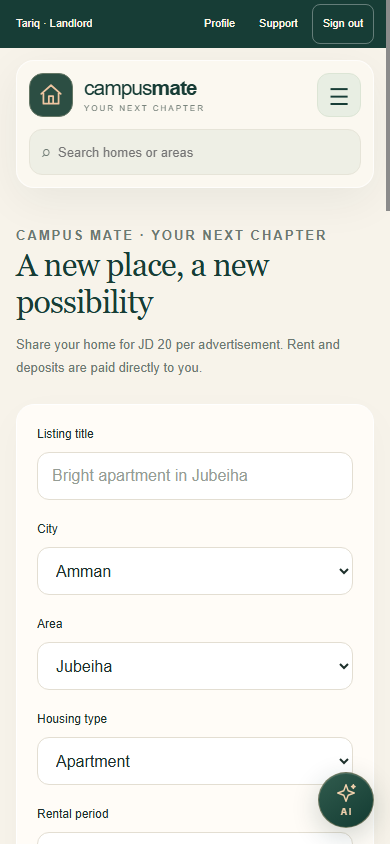 Tariq · Landlord
Profile
Support
Sign out
campusmate
YOUR NEXT CHAPTER
Search homes or areas
CAMPUS MATE · YOUR NEXT CHAPTER
A new place, a new
possibility
Share your home for JD 20 per advertisement. Rent and
deposits are paid directly to you.
Listing title
Bright apartment in Jubeiha
City
Amman
Area
Jubeiha
Housing type
Apartment
AI
Rental period